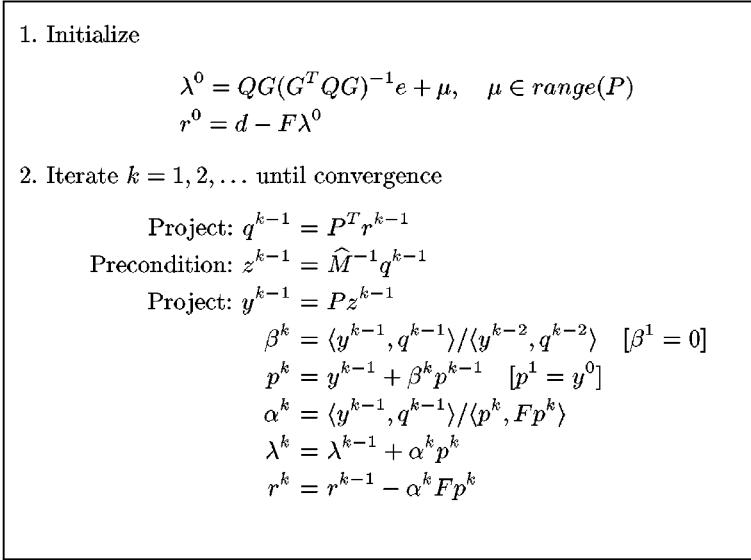 1. Initialize
λ⁰ = QG(GᵀQG)⁻¹e + μ, μ ∈ range(P)
r⁰ = d − Fλ⁰
2. Iterate k = 1, 2, … until convergence
Project: qᵏ⁻¹ = Pᵀrᵏ⁻¹
Precondition: zᵏ⁻¹ = M̂⁻¹qᵏ⁻¹
Project: yᵏ⁻¹ = Pzᵏ⁻¹
βᵏ = ⟨yᵏ⁻¹, qᵏ⁻¹⟩/⟨yᵏ⁻², qᵏ⁻²⟩ [β¹ = 0]
pᵏ = yᵏ⁻¹ + βᵏpᵏ⁻¹ [p¹ = y⁰]
αᵏ = ⟨yᵏ⁻¹, qᵏ⁻¹⟩/⟨pᵏ, Fpᵏ⟩
λᵏ = λᵏ⁻¹ + αᵏpᵏ
rᵏ = rᵏ⁻¹ − αᵏFpᵏ